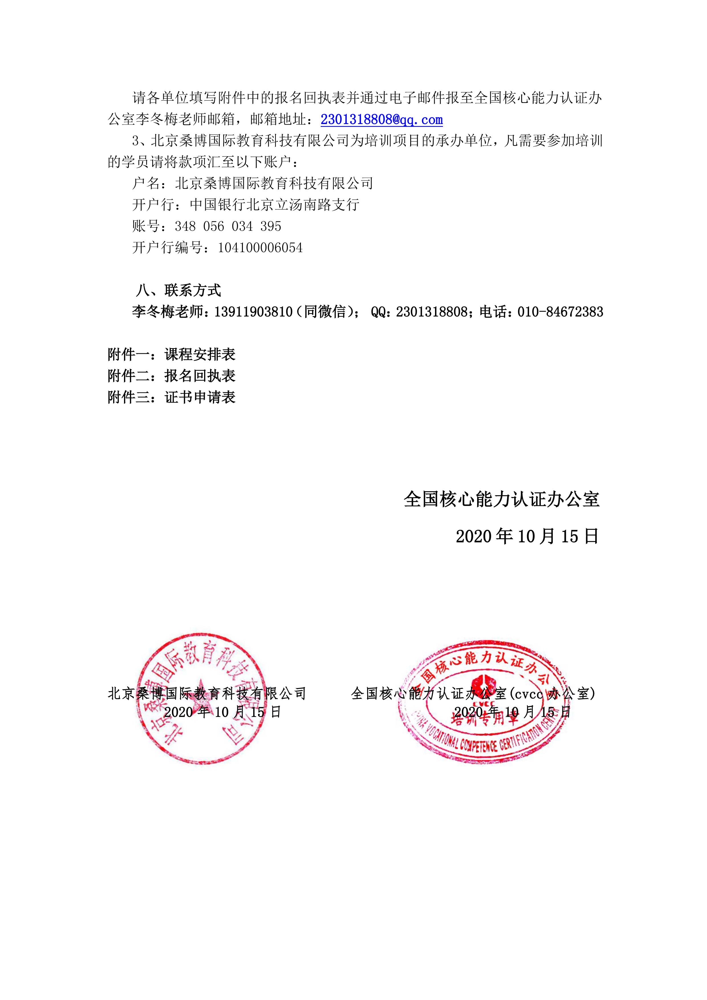 请各单位填写附件中的报名回执表并通过电子邮件报至全国核心能力认证办
公室李冬梅老师邮箱，邮箱地址：2301318808@qq.com
3、北京桑博国际教育科技有限公司为培训项目的承办单位，凡需要参加培训
的学员请将款项汇至以下账户：
户名：北京桑博国际教育科技有限公司
开户行：中国银行北京立汤南路支行
账号：348 056 034 395
开户行编号：104100006054
八、联系方式
李冬梅老师：13911903810（同微信）； QQ：2301318808；电话：010-84672383
附件一：课程安排表
附件二：报名回执表
附件三：证书申请表
全国核心能力认证办公室
2020 年 10 月 15 日
北京桑博国际教育科技有限公司
2020 年 10 月 15 日
北京桑博国际教育科技有限公司
全国核心能力认证办公室(cvcc 办公室)
2020 年 10 月 15 日
全国核心能力认证办公室
CVCC
培训专用章
CHINA VOCATIONAL COMPETENCE CERTIFICATION CENTER